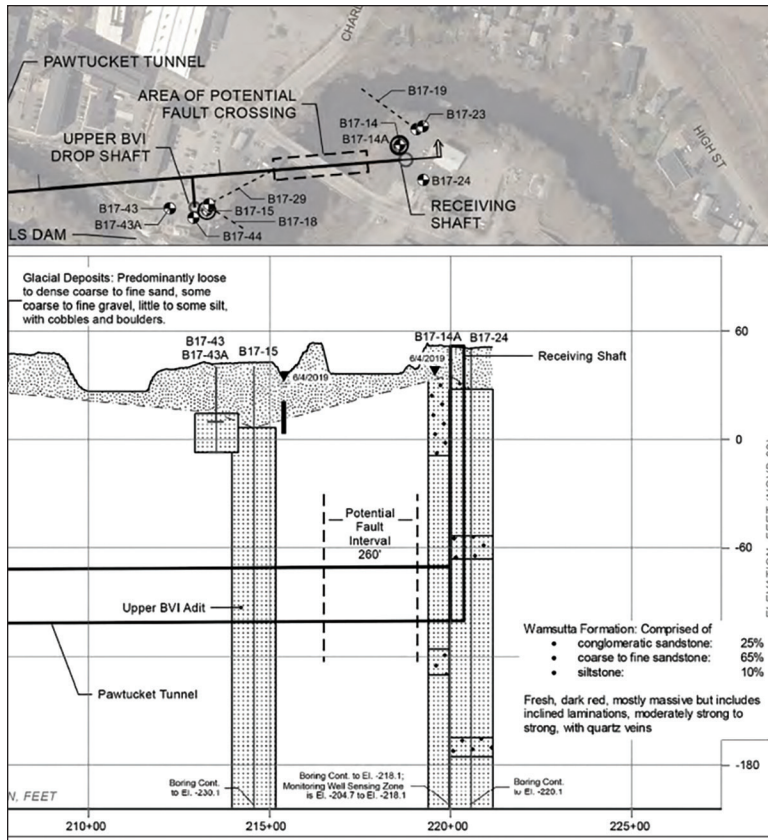 PAWTUCKET TUNNEL
AREA OF POTENTIAL
FAULT CROSSING
UPPER BVI
DROP SHAFT
B17-19
B17-23
B17-14
B17-14A
HIGH ST
B17-24
RECEIVING
SHAFT
B17-29
B17-15
B17-18
B17-43
B17-43A
B17-44
LS DAM
Glacial Deposits: Predominantly loose
to dense coarse to fine sand, some
coarse to fine gravel, little to some silt,
with cobbles and boulders.
B17-43
B17-43A
B17-15
6/4/2019
B17-14A
B17-24
6/4/2019
Receiving Shaft
60
0
-60
-180
Potential
Fault
Interval
260'
Upper BVI Adit
Pawtucket Tunnel
Wamsutta Formation: Comprised of
• conglomeratic sandstone: 25%
• coarse to fine sandstone: 65%
• siltstone: 10%
Fresh, dark red, mostly massive but includes
inclined laminations, moderately strong to
strong, with quartz veins
Boring Cont.
to El. -230.1
Boring Cont. to El. -218.1;
Monitoring Well Sensing Zone
is El. -204.7 to El. -218.1
Boring Cont.
to El. -220.1
N, FEET
210+00
215+00
220+00